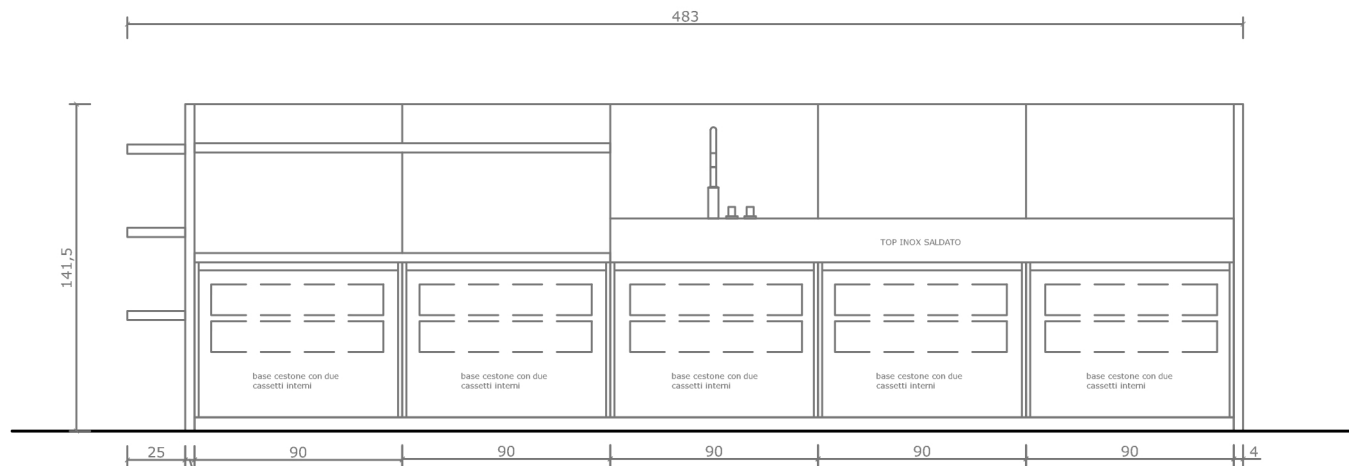 483
141,5
TOP INOX SALDATO
base cestone con due
cassetti interni
base cestone con due
cassetti interni
base cestone con due
cassetti interni
base cestone con due
cassetti interni
base cestone con due
cassetti interni
25
90
90
90
90
90
4